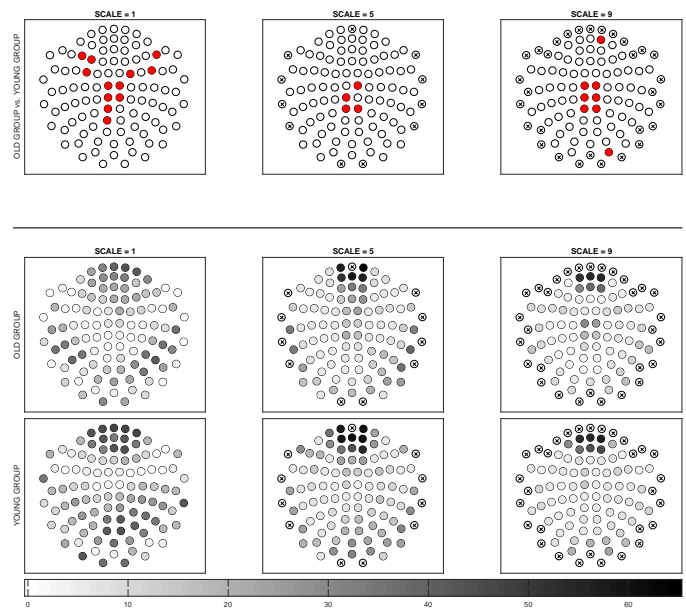 SCALE = 1 SCALE = 5 SCALE = 9
OLD GROUP vs. YOUNG GROUP
SCALE = 1 SCALE = 5 SCALE = 9
OLD GROUP
YOUNG GROUP
0 10 20 30 40 50 60